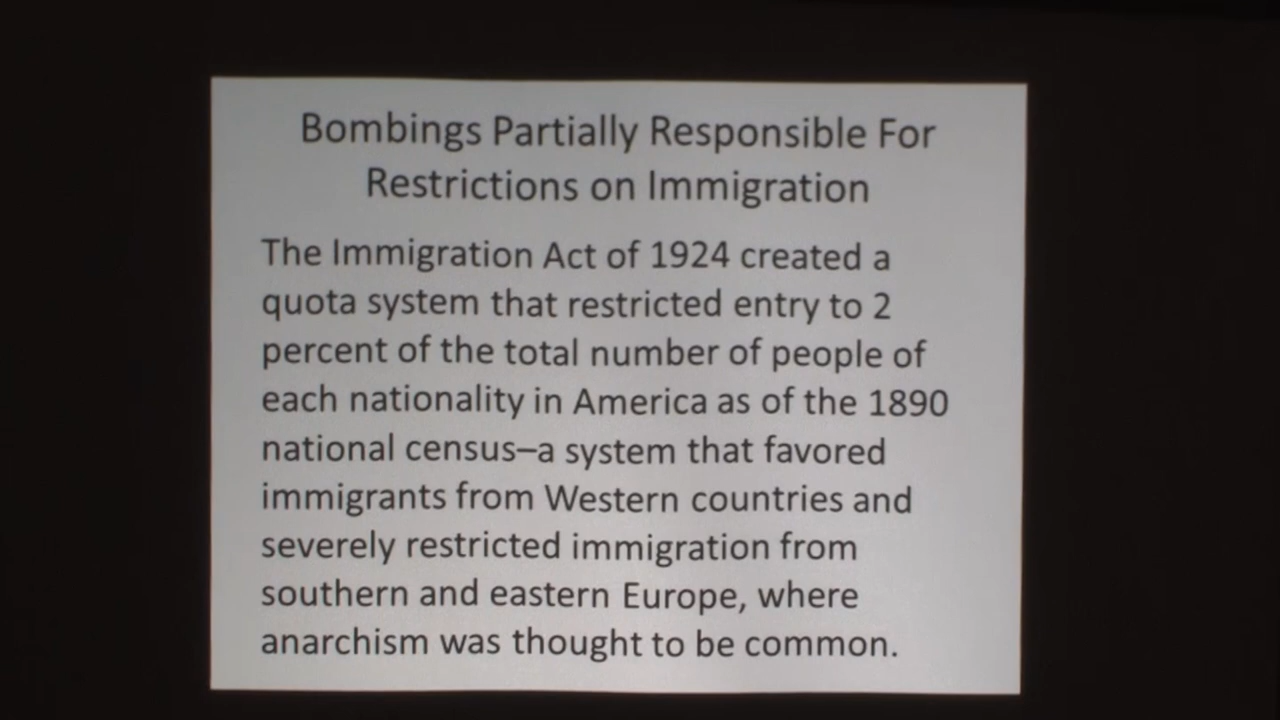 Bombings Partially Responsible For
Restrictions on Immigration
The Immigration Act of 1924 created a
quota system that restricted entry to 2
percent of the total number of people of
each nationality in America as of the 1890
national census–a system that favored
immigrants from Western countries and
severely restricted immigration from
southern and eastern Europe, where
anarchism was thought to be common.